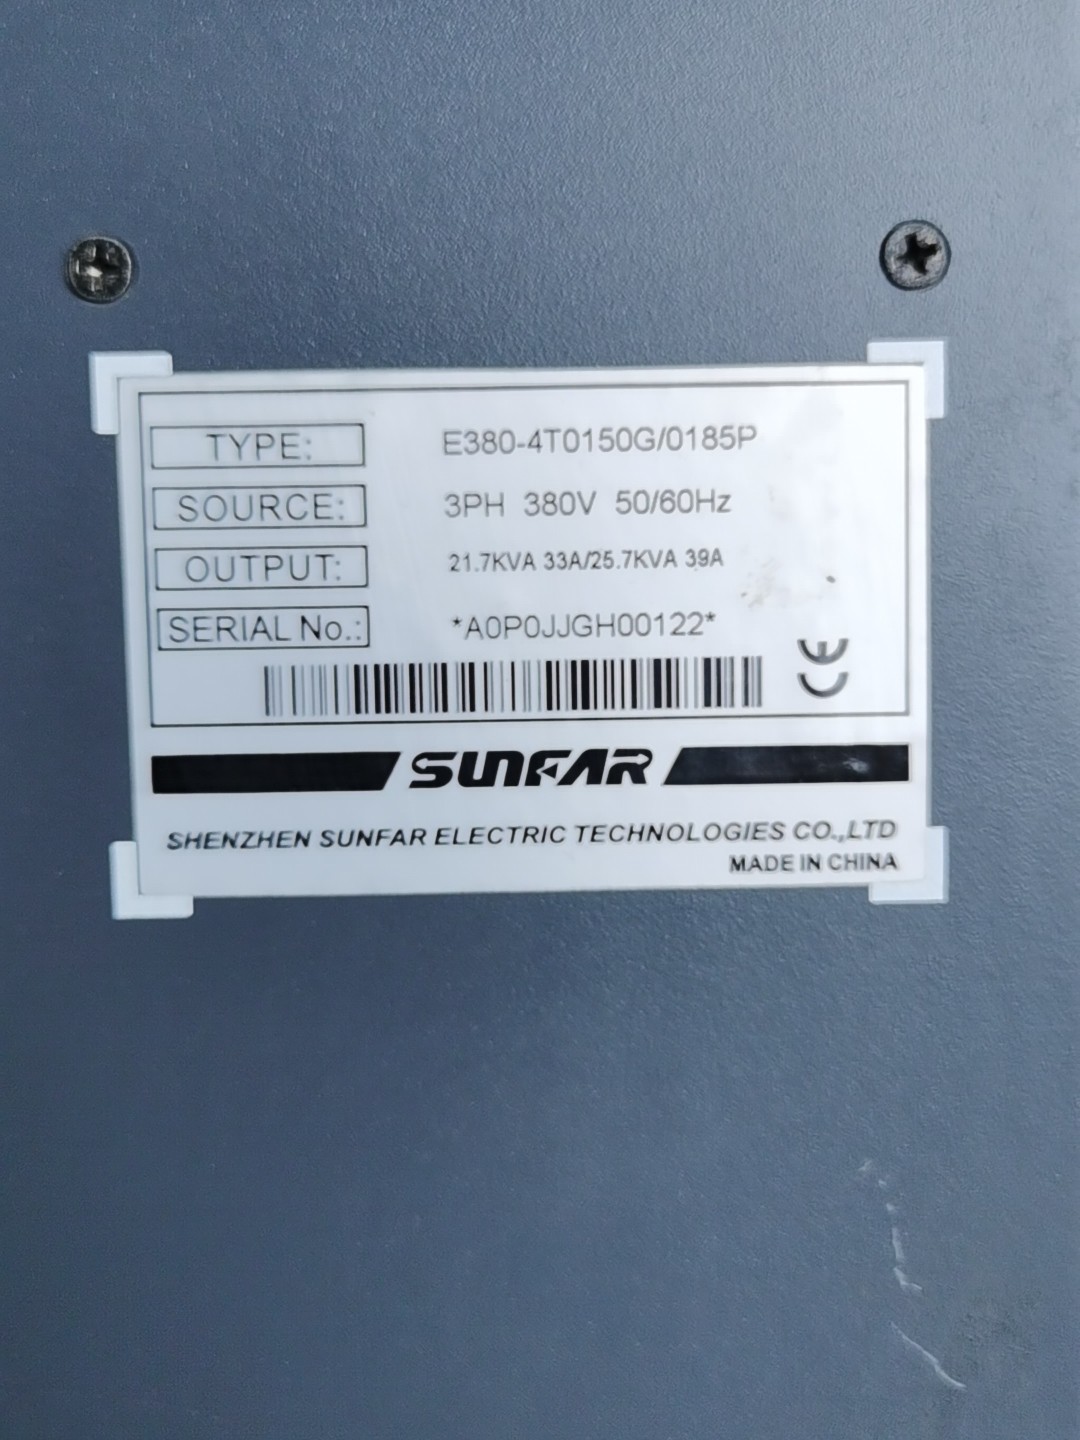 TYPE: E380-4T0150G/0185P
SOURCE: 3PH 380V 50/60Hz
OUTPUT: 21.7KVA 33A/25.7KVA 39A
SERIAL No.: *A0P0JJGH00122*
CE
SUNFAR
SHENZHEN SUNFAR ELECTRIC TECHNOLOGIES CO.,LTD
MADE IN CHINA